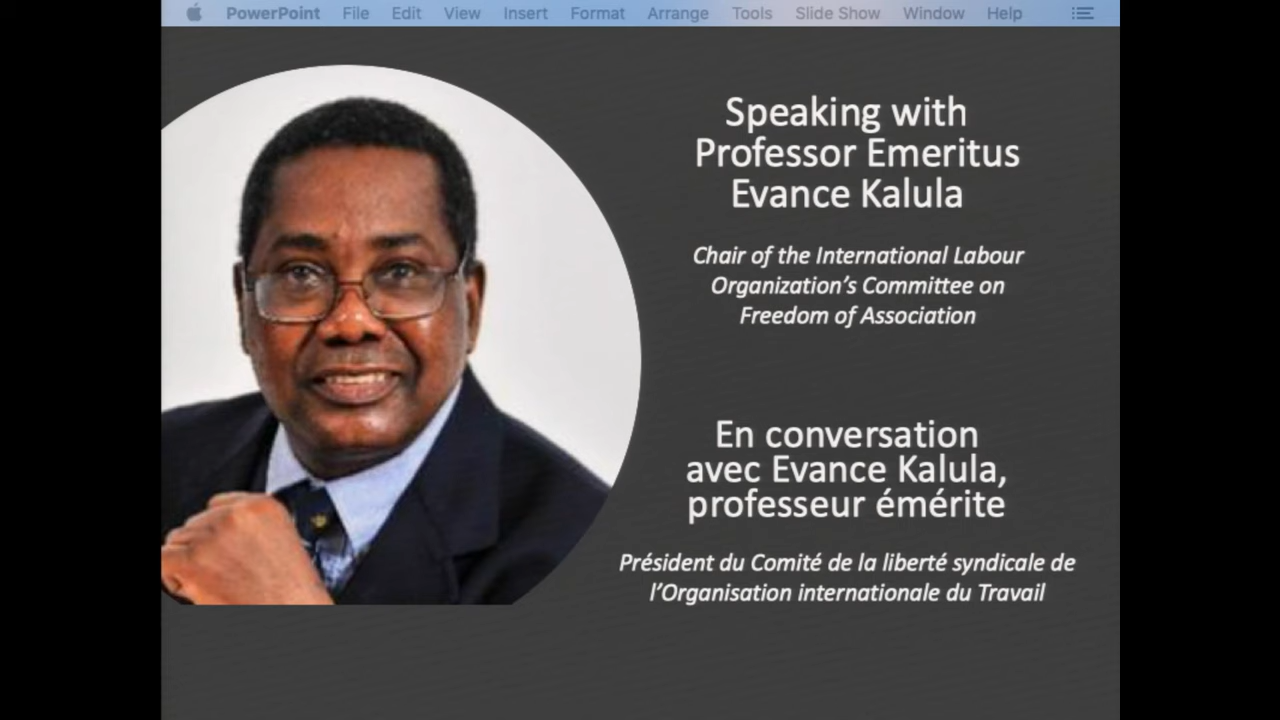 PowerPoint File Edit View Insert Format Arrange Tools Slide Show Window Help
Speaking with
Professor Emeritus
Evance Kalula
Chair of the International Labour
Organization’s Committee on
Freedom of Association
En conversation
avec Evance Kalula,
professeur émérite
Président du Comité de la liberté syndicale de
l’Organisation internationale du Travail